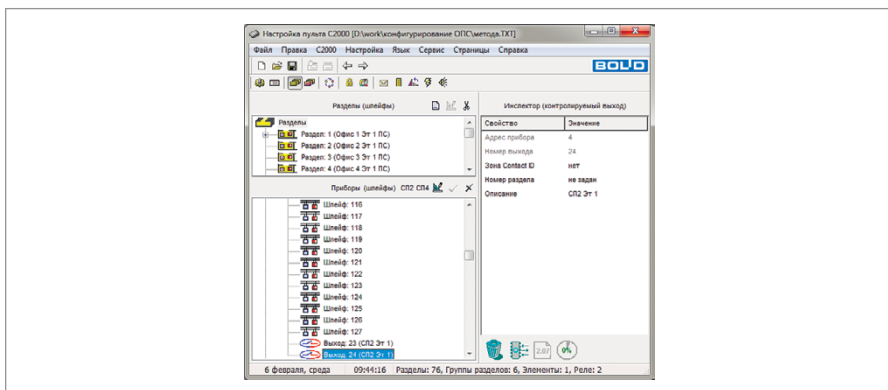 Настройка пульта С2000 [D:\work\конфигурирование ОПС\метода.TXT]
Файл Правка С2000 Настройка Язык Сервис Страницы Справка
BOLID
Разделы (шлейфы)
Разделы
Раздел: 1 (Офис 1 Эт 1 ПС)
Раздел: 2 (Офис 2 Эт 1 ПС)
Раздел: 3 (Офис 3 Эт 1 ПС)
Раздел: 4 (Офис 4 Эт 1 ПС)
Приборы (шлейфы) СП2 СП4
Шлейф: 116
Шлейф: 117
Шлейф: 118
Шлейф: 119
Шлейф: 120
Шлейф: 121
Шлейф: 122
Шлейф: 123
Шлейф: 124
Шлейф: 125
Шлейф: 126
Шлейф: 127
Выход: 23 (СП2 Эт 1)
Выход: 24 (СП2 Эт 1)
Инспектор (контролируемый выход)
Свойство Значение
Адрес прибора 4
Номер выхода 24
Зона Contact ID нет
Номер раздела не задан
Описание СП2 Эт 1
2.07
0%
6 февраля, среда 09:44:16 Разделы: 76, Группы разделов: 6, Элементы: 1, Реле: 2